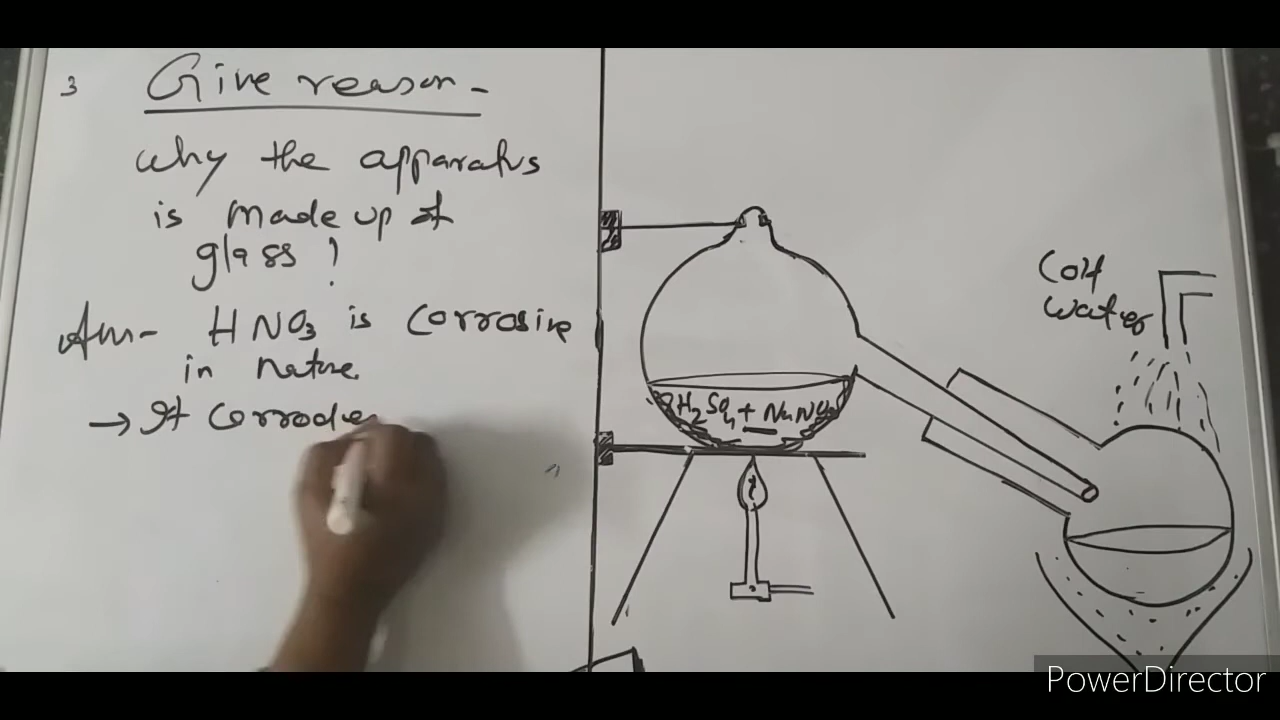 3 Give reason -
Why the apparatus
is made up of
glass ?
Ans - HNO3 is corrosive
in nature.
→ It corrodes
H2SO4 + NaNO3
Cold
water
PowerDirector